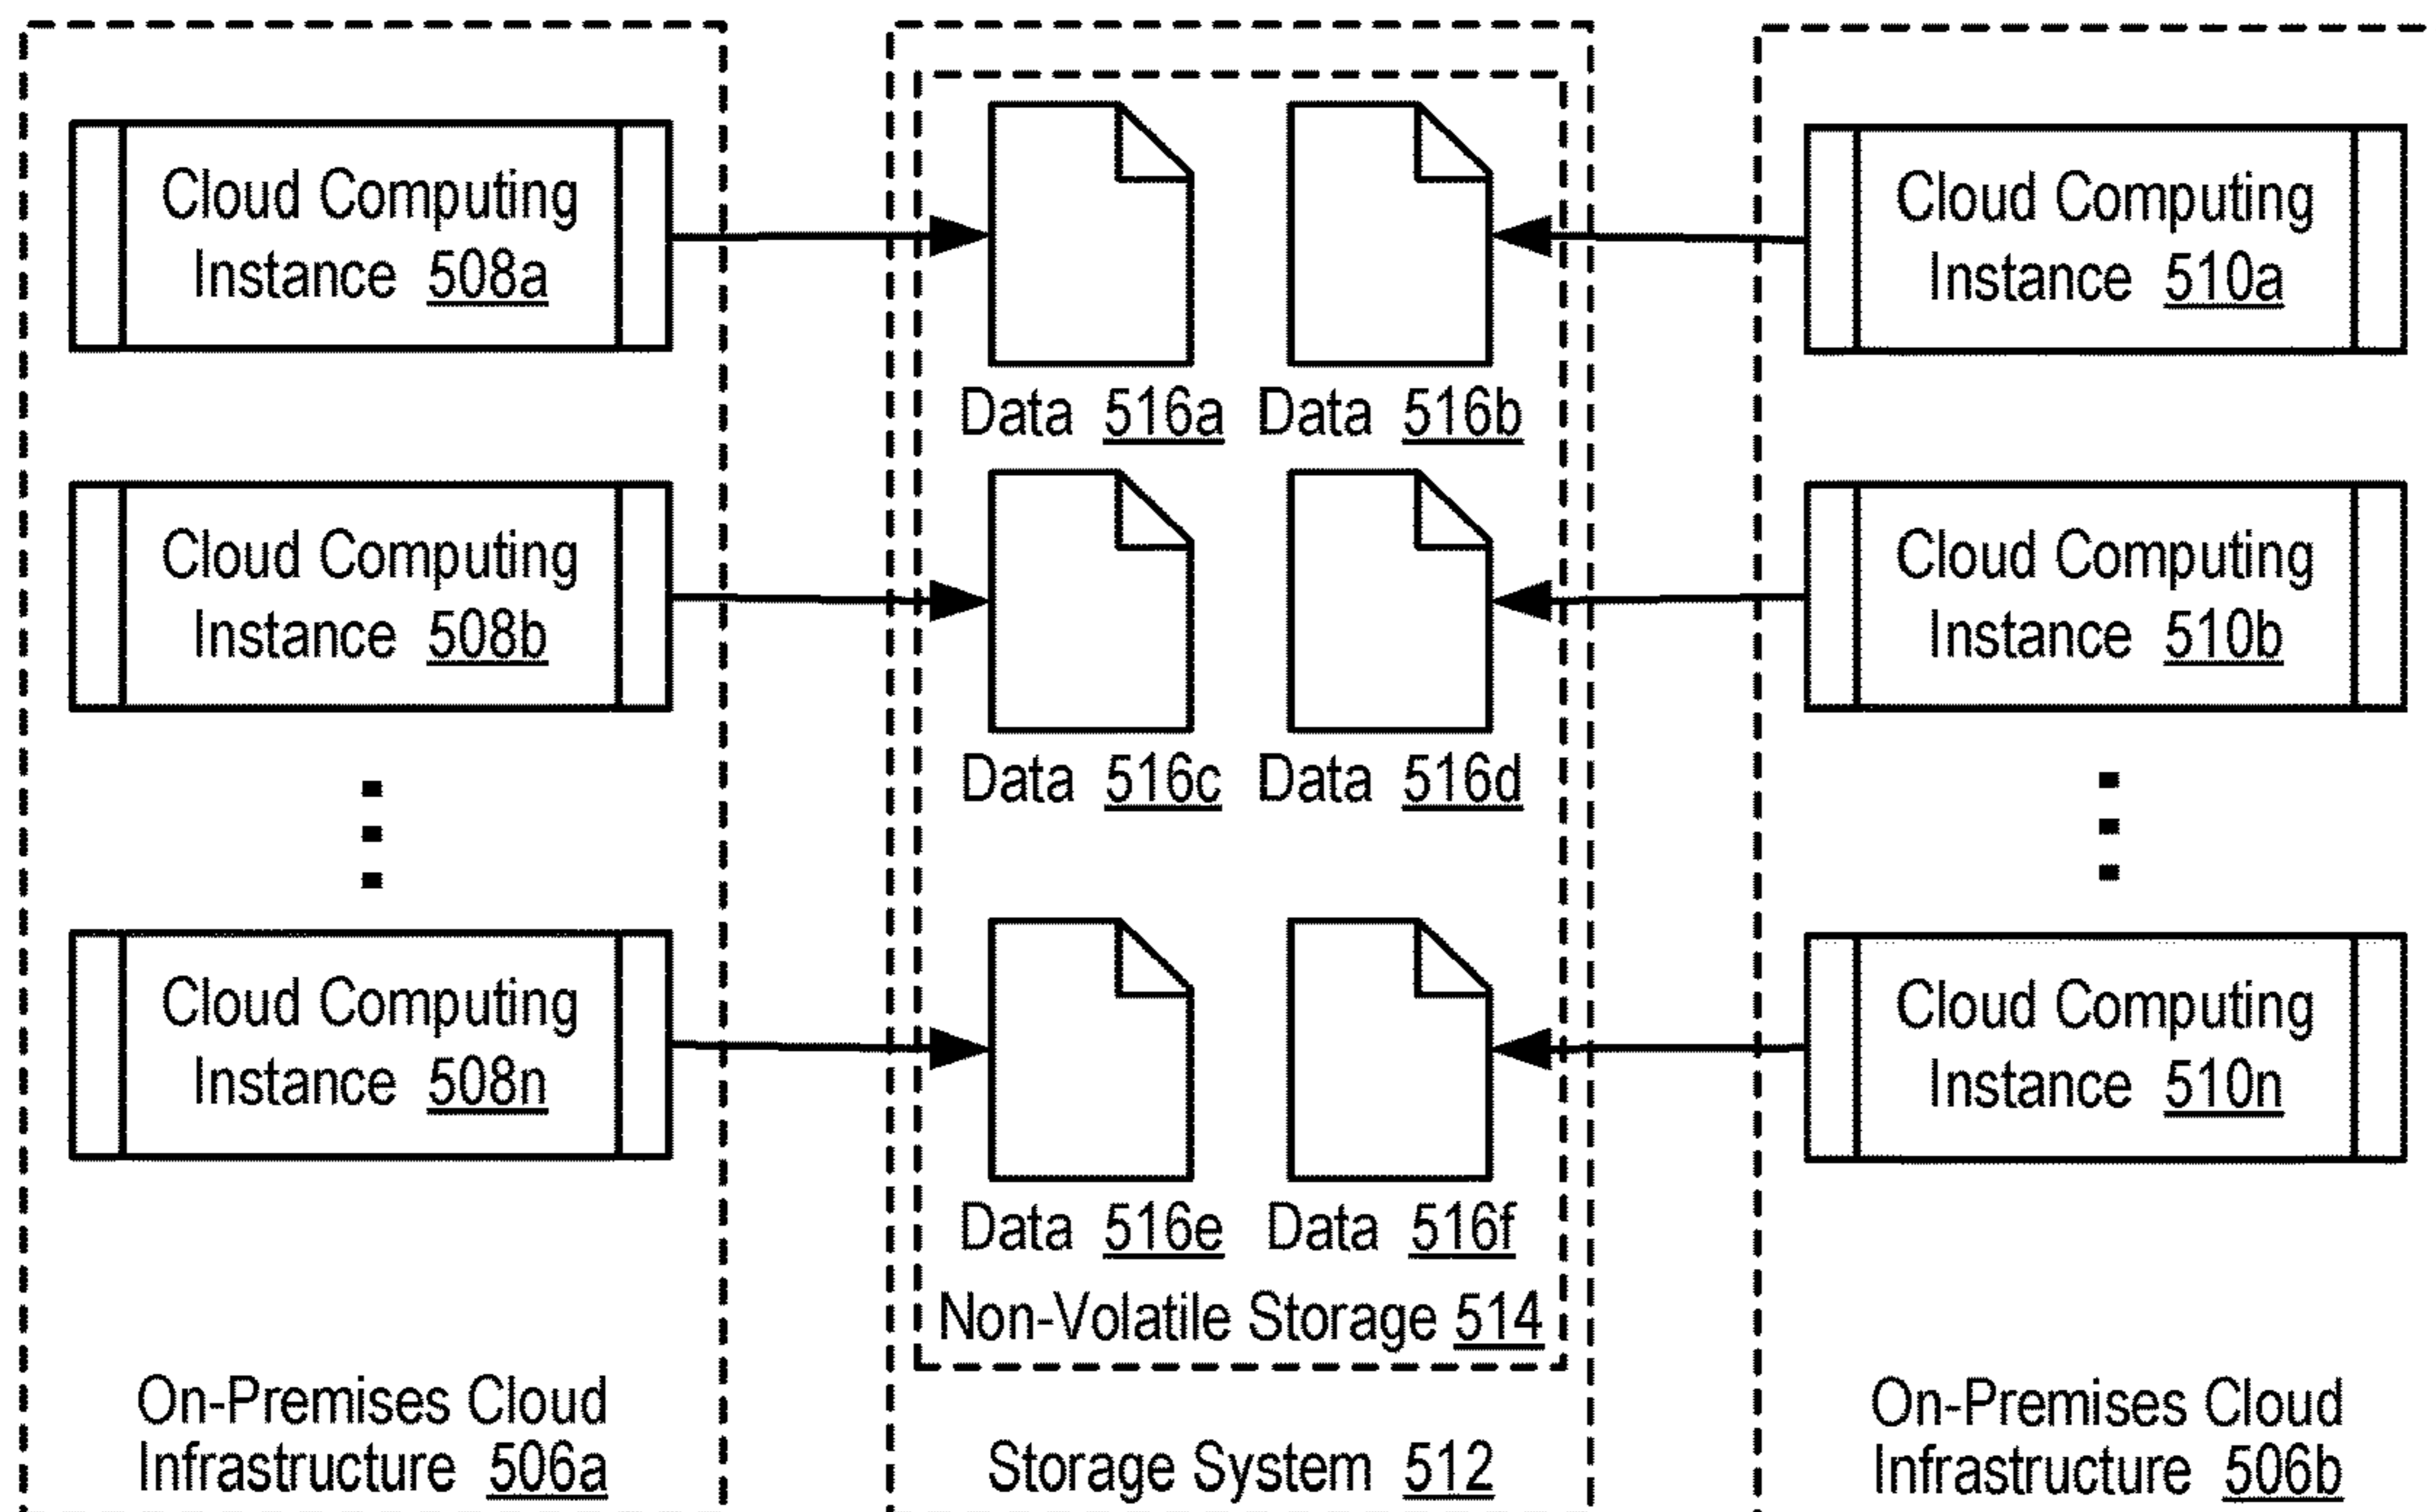 Cloud Computing
Instance 508a
Cloud Computing
Instance 508b
Cloud Computing
Instance 508n
On-Premises Cloud
Infrastructure 506a
Data 516a
Data 516b
Data 516c
Data 516d
Data 516e
Data 516f
Non-Volatile Storage 514
Storage System 512
Cloud Computing
Instance 510a
Cloud Computing
Instance 510b
Cloud Computing
Instance 510n
On-Premises Cloud
Infrastructure 506b